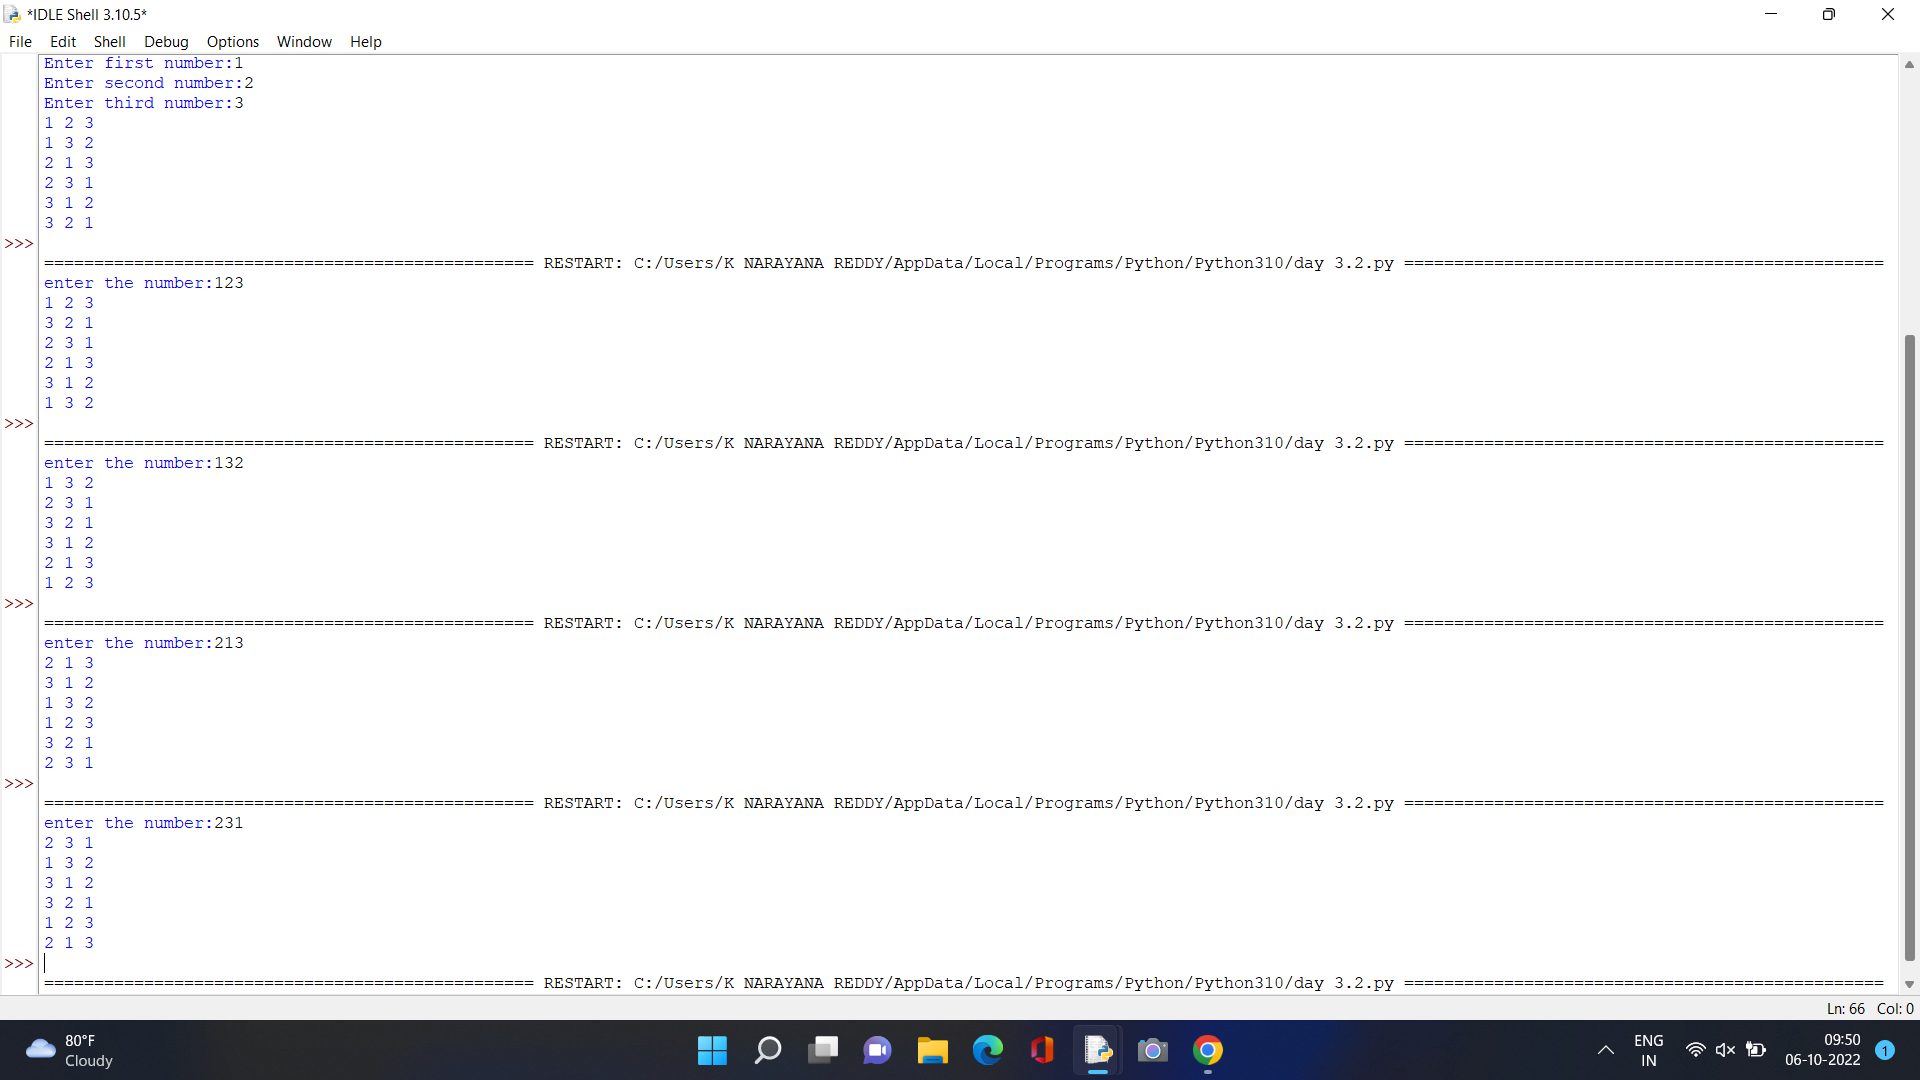 *IDLE Shell 3.10.5*
File Edit Shell Debug Options Window Help
Enter first number:1
Enter second number:2
Enter third number:3
1 2 3
1 3 2
2 1 3
2 3 1
3 1 2
3 2 1
>>>
================================================= RESTART: C:/Users/K NARAYANA REDDY/AppData/Local/Programs/Python/Python310/day 3.2.py ================================================
enter the number:123
1 2 3
3 2 1
2 3 1
2 1 3
3 1 2
1 3 2
>>>
================================================= RESTART: C:/Users/K NARAYANA REDDY/AppData/Local/Programs/Python/Python310/day 3.2.py ================================================
enter the number:132
1 3 2
2 3 1
3 2 1
3 1 2
2 1 3
1 2 3
>>>
================================================= RESTART: C:/Users/K NARAYANA REDDY/AppData/Local/Programs/Python/Python310/day 3.2.py ================================================
enter the number:213
2 1 3
3 1 2
1 3 2
1 2 3
3 2 1
2 3 1
>>>
================================================= RESTART: C:/Users/K NARAYANA REDDY/AppData/Local/Programs/Python/Python310/day 3.2.py ================================================
enter the number:231
2 3 1
1 3 2
3 1 2
3 2 1
1 2 3
2 1 3
>>>
================================================= RESTART: C:/Users/K NARAYANA REDDY/AppData/Local/Programs/Python/Python310/day 3.2.py ================================================
Ln: 66 Col: 0
80°F
Cloudy
ENG
IN
09:50
06-10-2022
1